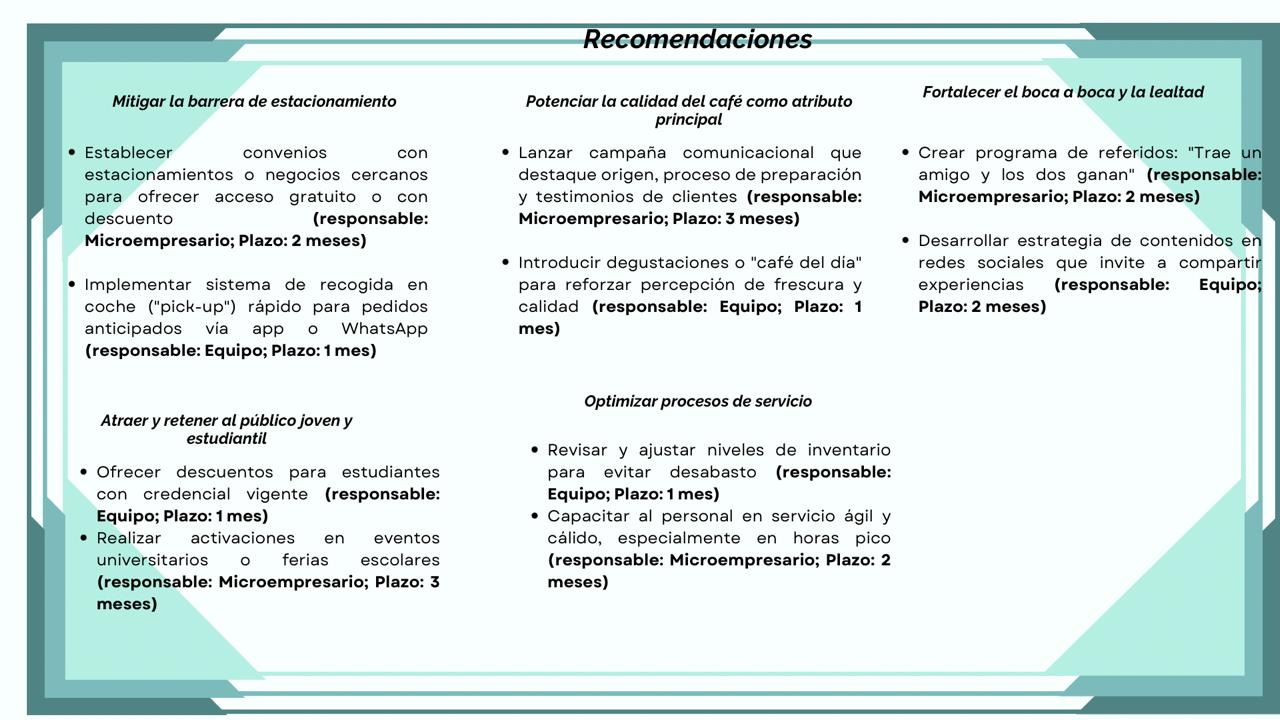 Recomendaciones
Mitigar la barrera de estacionamiento
Establecer convenios con
estacionamientos o negocios cercanos
para ofrecer acceso gratuito o con
descuento (responsable:
Microempresario; Plazo: 2 meses)
Implementar sistema de recogida en
coche ("pick-up") rápido para pedidos
anticipados vía app o WhatsApp
(responsable: Equipo; Plazo: 1 mes)
Potenciar la calidad del café como atributo
principal
Lanzar campaña comunicacional que
destaque origen, proceso de preparación
y testimonios de clientes (responsable:
Microempresario; Plazo: 3 meses)
Introducir degustaciones o "café del día"
para reforzar percepción de frescura y
calidad (responsable: Equipo; Plazo: 1
mes)
Fortalecer el boca a boca y la lealtad
Crear programa de referidos: "Trae un
amigo y los dos ganan" (responsable:
Microempresario; Plazo: 2 meses)
Desarrollar estrategia de contenidos en
redes sociales que invite a compartir
experiencias (responsable: Equipo;
Plazo: 2 meses)
Atraer y retener al público joven y
estudiantil
Ofrecer descuentos para estudiantes
con credencial vigente (responsable:
Equipo; Plazo: 1 mes)
Realizar activaciones en eventos
universitarios o ferias escolares
(responsable: Microempresario; Plazo: 3
meses)
Optimizar procesos de servicio
Revisar y ajustar niveles de inventario
para evitar desabasto (responsable:
Equipo; Plazo: 1 mes)
Capacitar al personal en servicio ágil y
cálido, especialmente en horas pico
(responsable: Microempresario; Plazo: 2
meses)